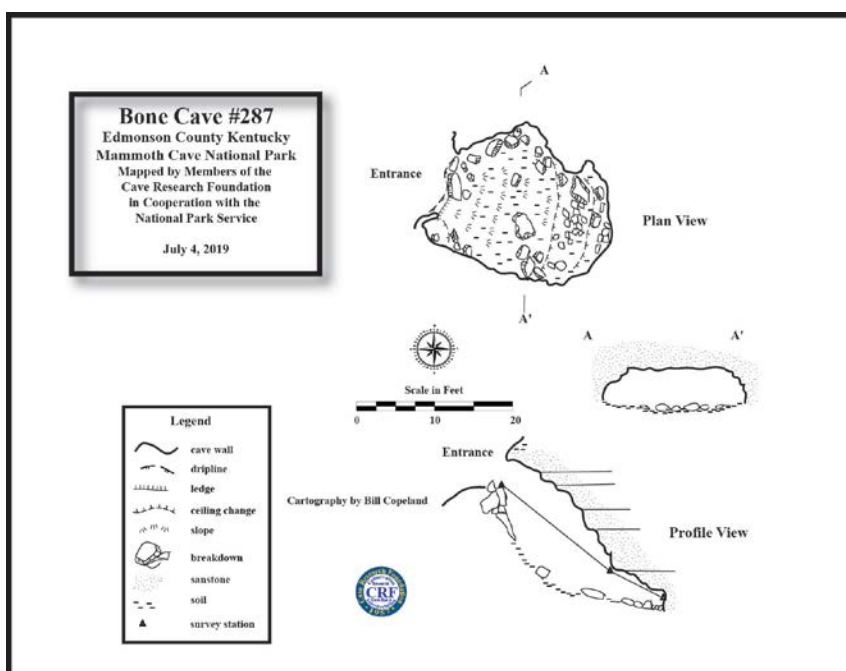 Bone Cave #287
Edmonson County Kentucky
Mammoth Cave National Park
Mapped by Members of the
Cave Research Foundation
in Cooperation with the
National Park Service
July 4, 2019
A
Entrance
Plan View
A'
A
A'
Scale in Feet
0
10
20
Legend
cave wall
dripline
ledge
ceiling change
slope
breakdown
sanstone
soil
survey station
Entrance
Cartography by Bill Copeland
Profile View
CRF
1957